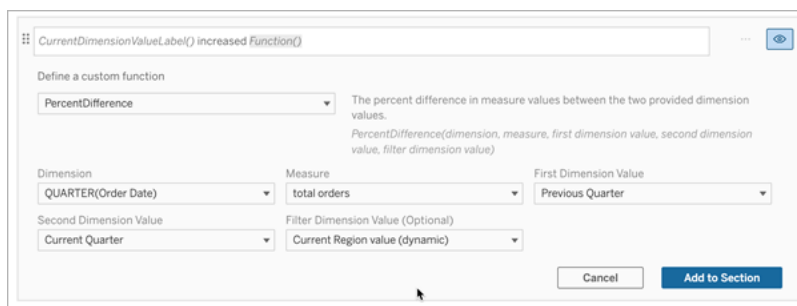 CurrentDimensionValueLabel() increased Function()
Define a custom function
PercentDifference
The percent difference in measure values between the two provided dimension
values.
PercentDifference(dimension, measure, first dimension value, second dimension
value, filter dimension value)
Dimension Measure First Dimension Value
QUARTER(Order Date) total orders Previous Quarter
Second Dimension Value Filter Dimension Value (Optional)
Current Quarter Current Region value (dynamic)
Cancel Add to Section